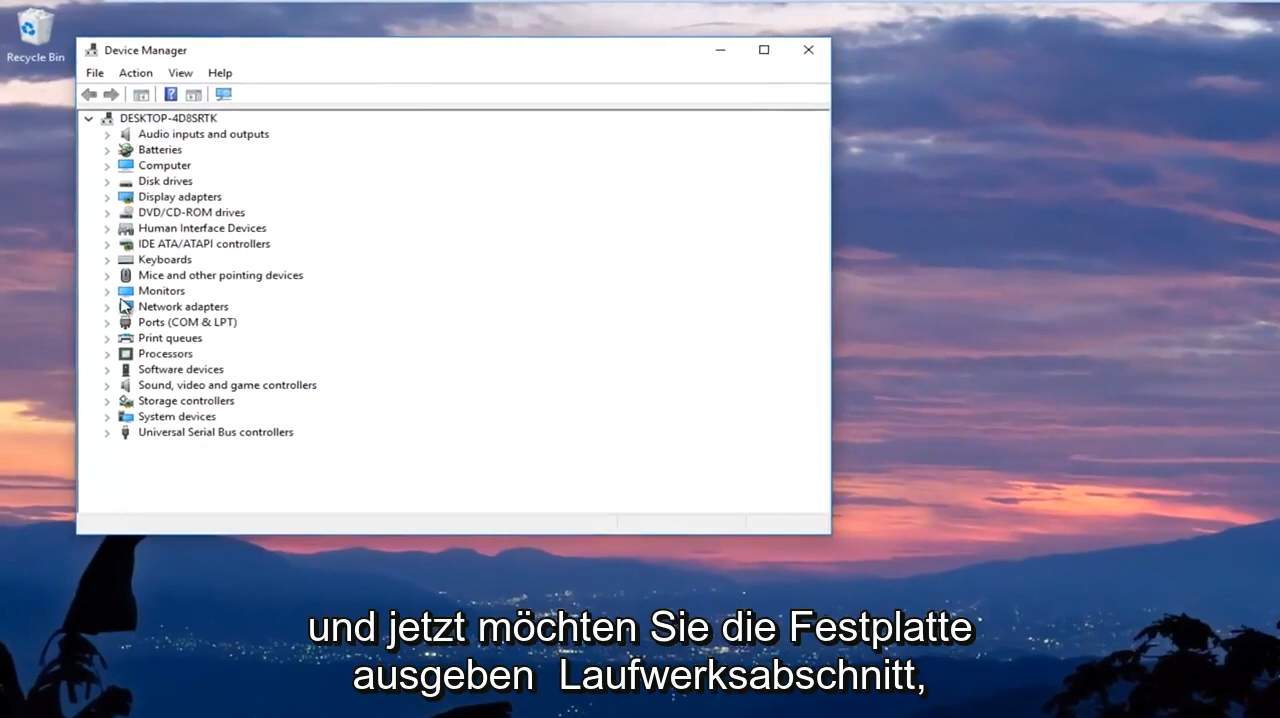 Recycle Bin
Device Manager
File Action View Help
DESKTOP-4D8SRTK
Audio inputs and outputs
Batteries
Computer
Disk drives
Display adapters
DVD/CD-ROM drives
Human Interface Devices
IDE ATA/ATAPI controllers
Keyboards
Mice and other pointing devices
Monitors
Network adapters
Ports (COM & LPT)
Print queues
Processors
Software devices
Sound, video and game controllers
Storage controllers
System devices
Universal Serial Bus controllers
und jetzt möchten Sie die Festplatte
ausgeben Laufwerksabschnitt,